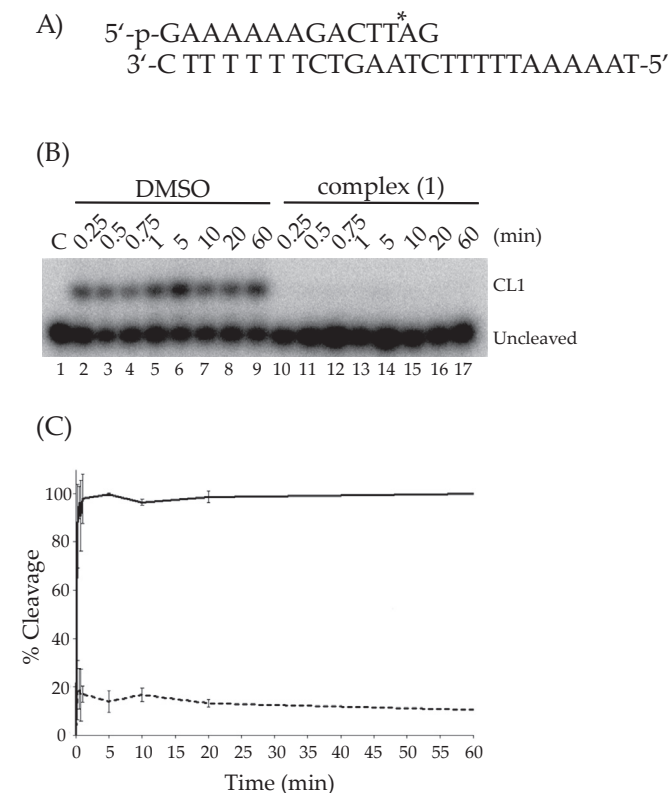 A)
*
5‘-p-GAAAAAAGACTTAG
3‘-C TT T T T TCTGAATCTTTTTAAAAAT-5‘
(B)
DMSO complex (1)
C 0.25 0.5 0.75 1 5 10 20 60 0.25 0.5 0.75 1 5 10 20 60 (min)
CL1
Uncleaved
1 2 3 4 5 6 7 8 9 10 11 12 13 14 15 16 17
(C)
100
80
60
40
20
0
% Cleavage
0 5 10 15 20 25 30 35 40 45 50 55 60
Time (min)